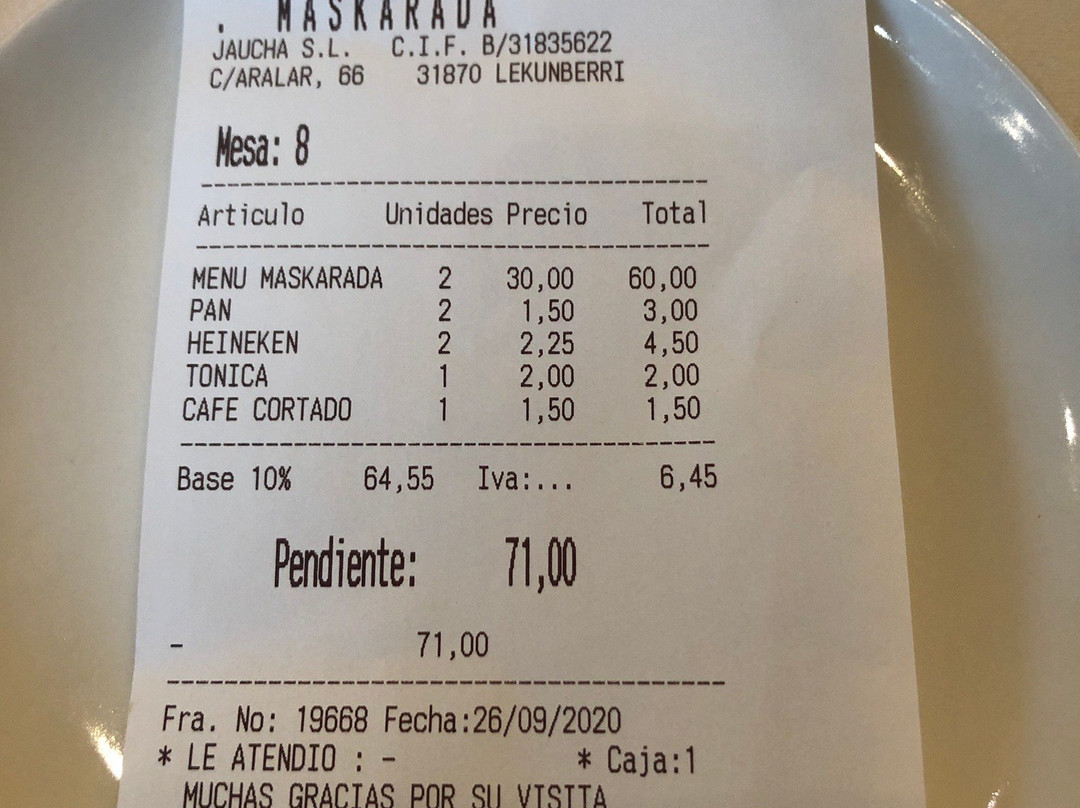 . MASKARADA
JAUCHA S.L. C.I.F. B/31835622
C/ARALAR, 66 31870 LEKUNBERRI
Mesa: 8
Articulo Unidades Precio Total
MENU MASKARADA 2 30,00 60,00
PAN 2 1,50 3,00
HEINEKEN 2 2,25 4,50
TONICA 1 2,00 2,00
CAFE CORTADO 1 1,50 1,50
Base 10% 64,55 Iva:... 6,45
Pendiente: 71,00
- 71,00
Fra. No: 19668 Fecha:26/09/2020
* LE ATENDIO : - * Caja:1
MUCHAS GRACIAS POR SU VISITA